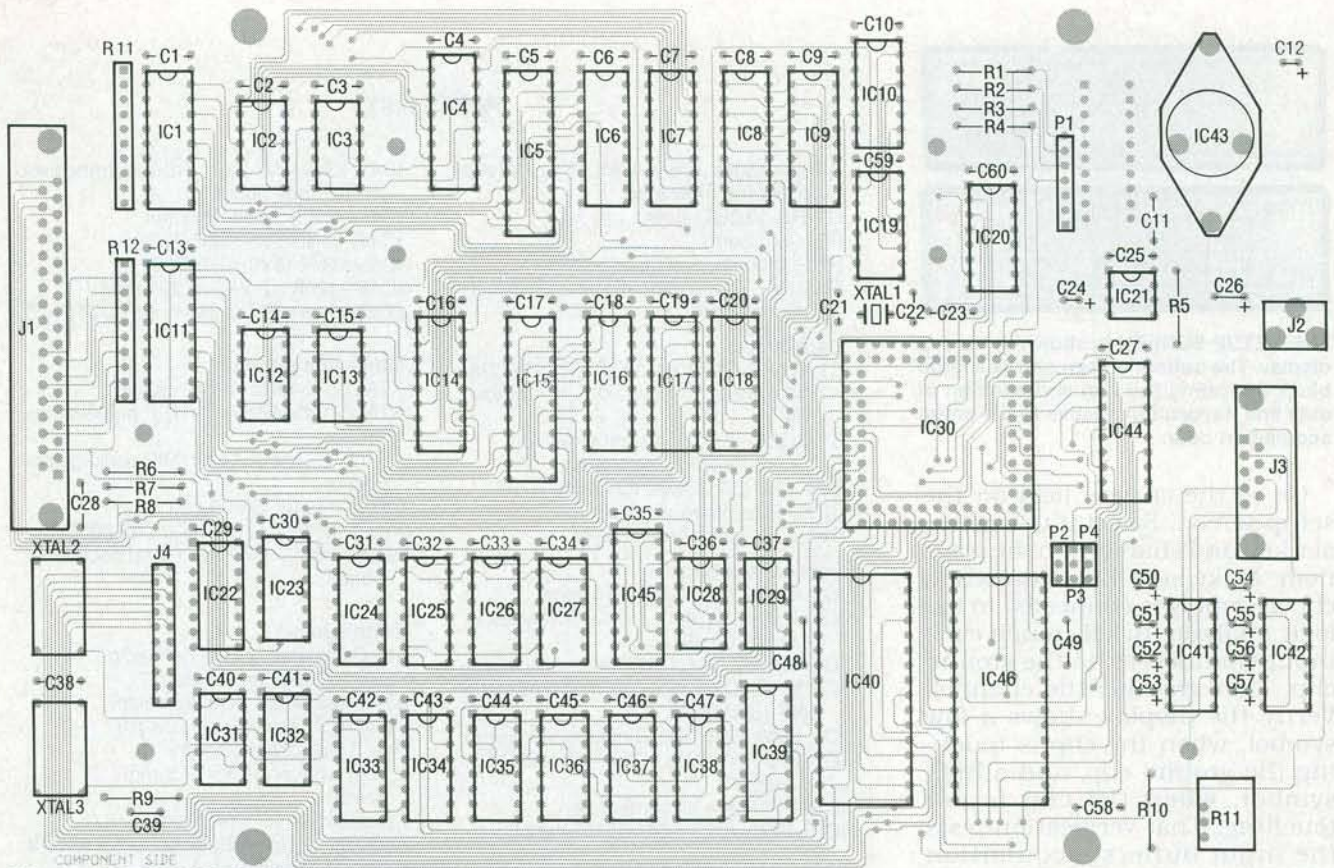 C10
C12
R11 C1 C4 C5 C6 C7 C8 C9
C2 C3 R1
R2
IC4 IC10 R3
R4
IC1 IC2 IC3 IC5 IC6 IC7 IC8 IC9 P1 IC43
C59
C60
IC19 IC20 C11
R12 C13 C25
XTAL1 C24 IC21 R5 C26
C16 C17 C18 C19 C20 C21 C22 C23
J1 IC11 C14 C15 J2
C27
IC12 IC13 IC14 IC15 IC16 IC17 IC18
IC30 IC44
J3
R6
R7
C28 R8
C29 C30 C35 P2 P4
XTAL2 J4 C31 C32 C33 C34 C36 C37
IC22 IC23 P3 C50 C54
IC24 IC25 IC26 IC27 IC45 IC28 IC29 C51 C55
C49 C52 IC41 C56 IC42
C48 C53 C57
C38 C40 C41 IC40 IC46
C42 C43 C44 C45 C46 C47
IC31 IC32 IC39
IC33 IC34 IC35 IC36 IC37 IC38
XTAL3
R9 C58 R10 R11
C39
COMPONENT SIDE